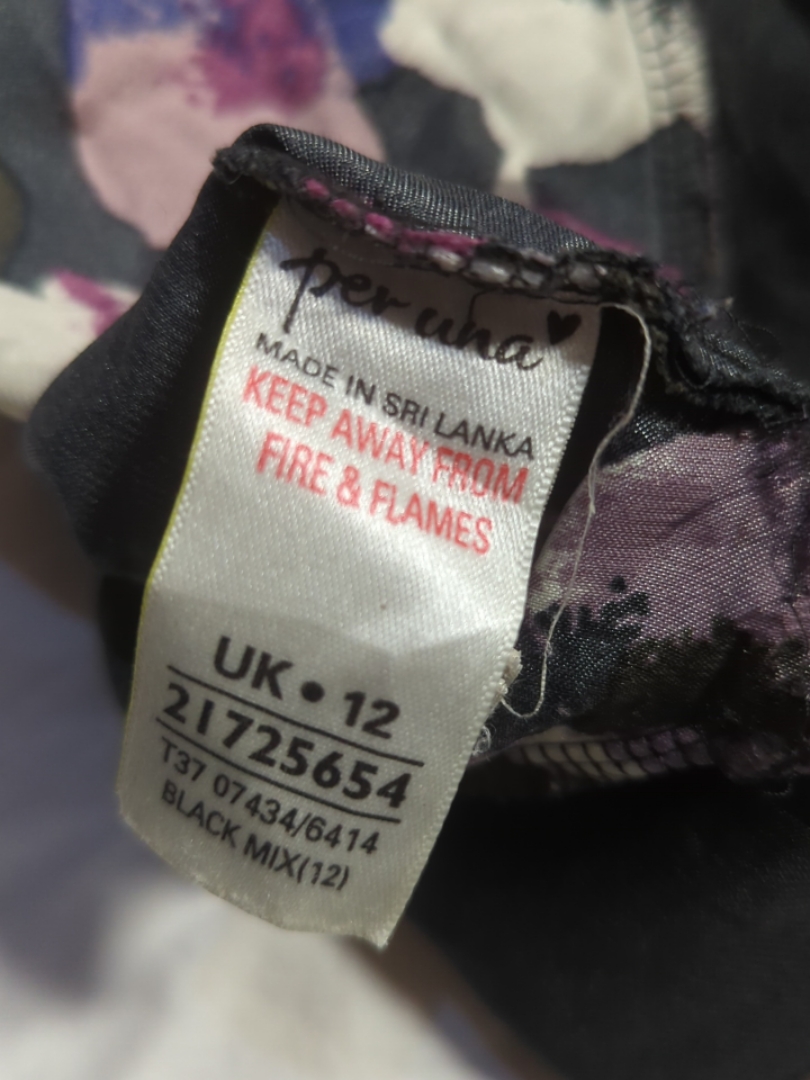 per una♥
MADE IN SRI LANKA
KEEP AWAY FROM
FIRE & FLAMES
UK • 12
21725654
T37 07434/6414
BLACK MIX(12)